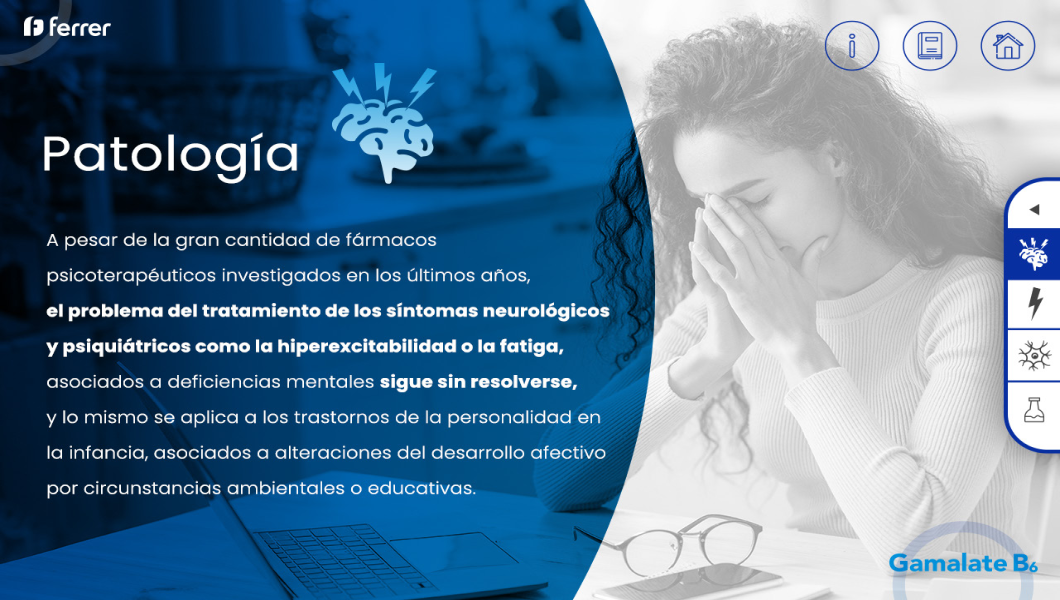 ferrer
Patología
A pesar de la gran cantidad de fármacos
psicoterapéuticos investigados en los últimos años,
el problema del tratamiento de los síntomas neurológicos
y psiquiátricos como la hiperexcitabilidad o la fatiga,
asociados a deficiencias mentales sigue sin resolverse,
y lo mismo se aplica a los trastornos de la personalidad en
la infancia, asociados a alteraciones del desarrollo afectivo
por circunstancias ambientales o educativas.
Gamalate B₆